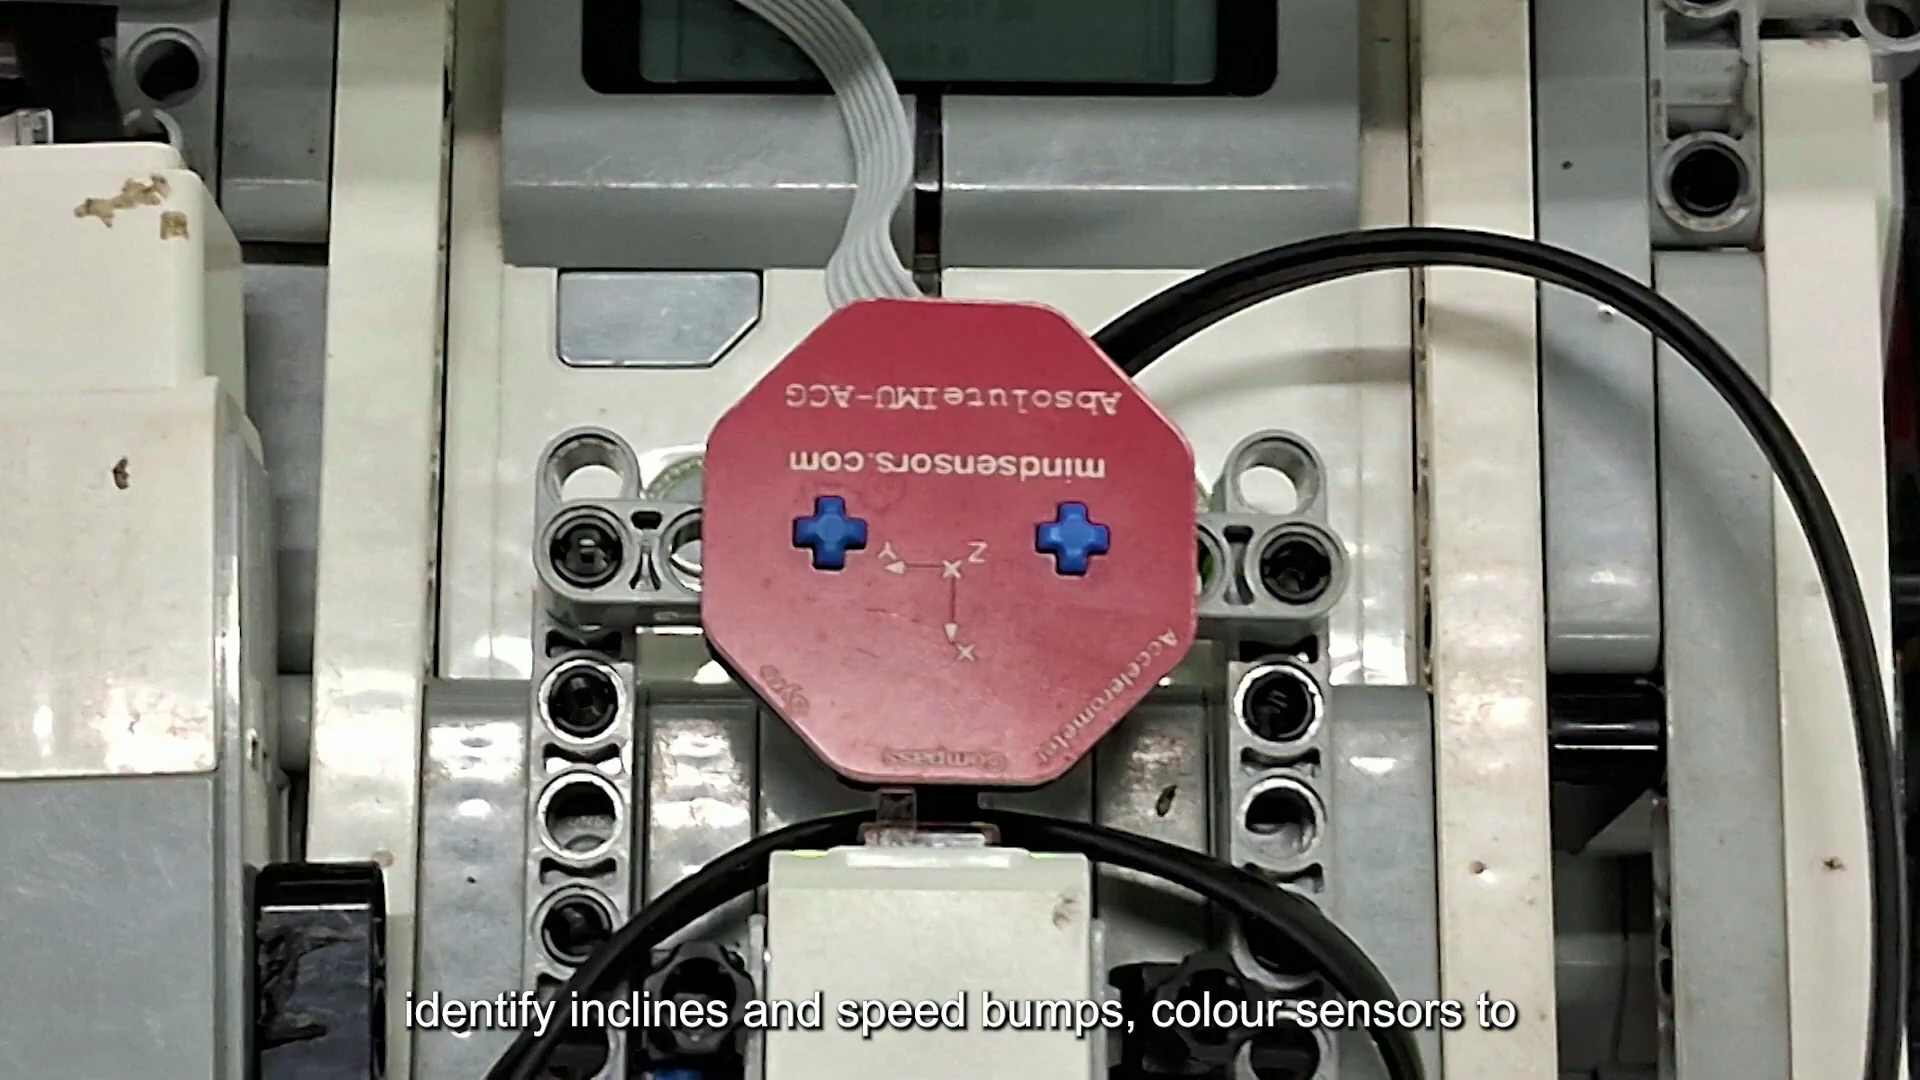 AbsoluteIMU-ACG
mindsensors.com
Z
Y
X
Accelerometer
Gyro
Compass
identify inclines and speed bumps, colour sensors to